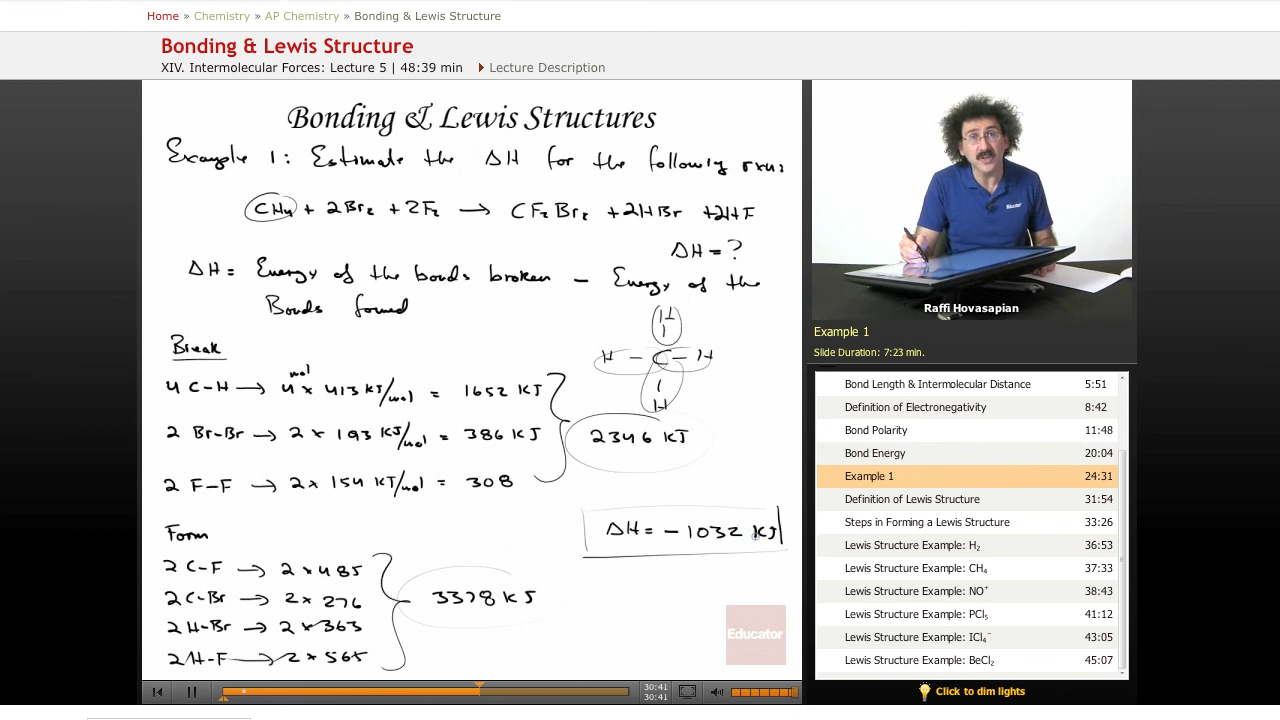 Home » Chemistry » AP Chemistry » Bonding & Lewis Structure
Bonding & Lewis Structure
XIV. Intermolecular Forces: Lecture 5 | 48:39 min
Lecture Description
Bonding & Lewis Structures
Example 1: Estimate the ΔH for the following rxn:
CH₄ + 2Br₂ + 2F₂ → CF₂Br₂ + 2HBr + 2HF
ΔH = ?
ΔH = Energy of the bonds broken − Energy of the
Bonds formed
Break
H
H − C − H
H
mol
4 C-H → 4 × 413 KJ/mol = 1652 KJ
2 Br-Br → 2 × 193 KJ/mol = 386 KJ
2346 KJ
2 F-F → 2 × 154 KJ/mol = 308
Form
ΔH = − 1032 KJ
2 C-F → 2 × 485
2 C-Br → 2 × 276
3378 KJ
2 H-Br → 2 × 363
2 H-F → 2 × 565
Educator
Educator
Raffi Hovasapian
Example 1
Slide Duration: 7:23 min.
Bond Length & Intermolecular Distance 5:51
Definition of Electronegativity 8:42
Bond Polarity 11:48
Bond Energy 20:04
Example 1 24:31
Definition of Lewis Structure 31:54
Steps in Forming a Lewis Structure 33:26
Lewis Structure Example: H₂ 36:53
Lewis Structure Example: CH₄ 37:33
Lewis Structure Example: NO⁺ 38:43
Lewis Structure Example: PCl₅ 41:12
Lewis Structure Example: ICl₄⁻ 43:05
Lewis Structure Example: BeCl₂ 45:07
30:41
30:41
Click to dim lights